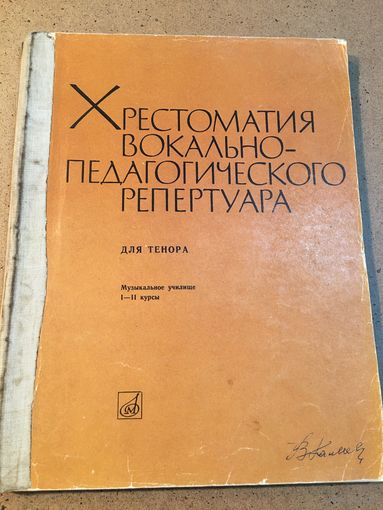 ХРЕСТОМАТИЯ
ВОКАЛЬНО-
ПЕДАГОГИЧЕСКОГО
РЕПЕРТУАРА
ДЛЯ ТЕНОРА
Музыкальное училище
I—II курсы